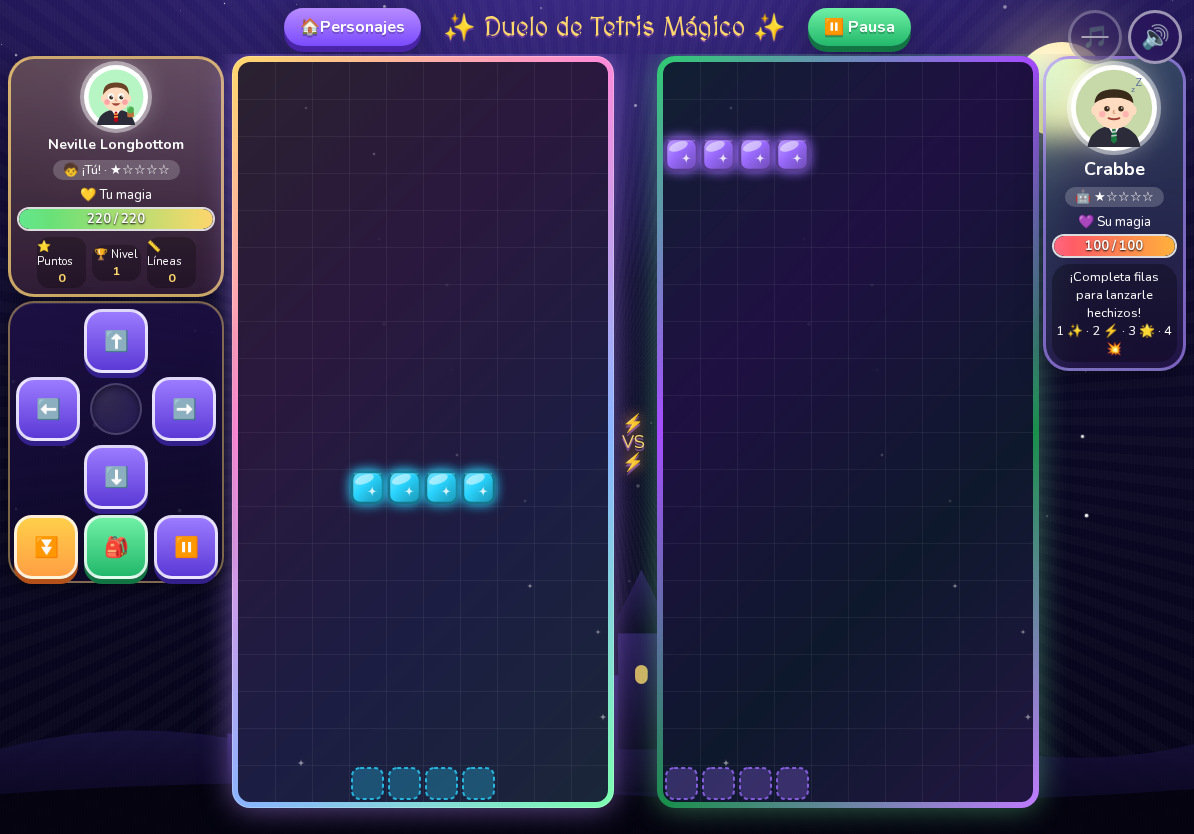 🏠Personajes
✨ Duelo de Tetris Mágico ✨
⏸️ Pausa
Neville Longbottom
🧒 ¡Tú! · ★☆☆☆☆
💛 Tu magia
220 / 220
⭐ Puntos
0
🏆 Nivel
1
📏 Líneas
0
⚡
VS
⚡
z Z
Crabbe
🤖 ★☆☆☆☆
💜 Su magia
100 / 100
¡Completa filas
para lanzarle
hechizos!
1 ✨ · 2 ⚡ · 3 🌟 · 4
💥